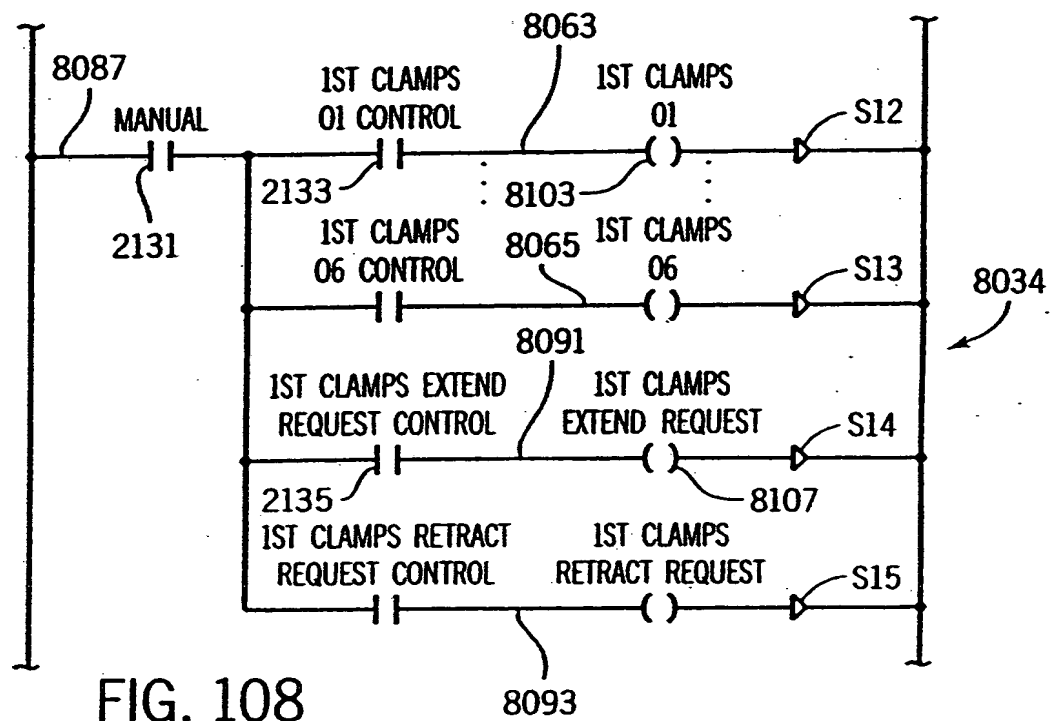 8063
8087
1ST CLAMPS
01 CONTROL
1ST CLAMPS
01
S12
MANUAL
2133
8103
2131
1ST CLAMPS
06 CONTROL
8065
1ST CLAMPS
06
S13
8034
8091
1ST CLAMPS EXTEND
REQUEST CONTROL
1ST CLAMPS
EXTEND REQUEST
S14
2135
8107
1ST CLAMPS RETRACT
REQUEST CONTROL
1ST CLAMPS
RETRACT REQUEST
S15
8093
FIG. 108